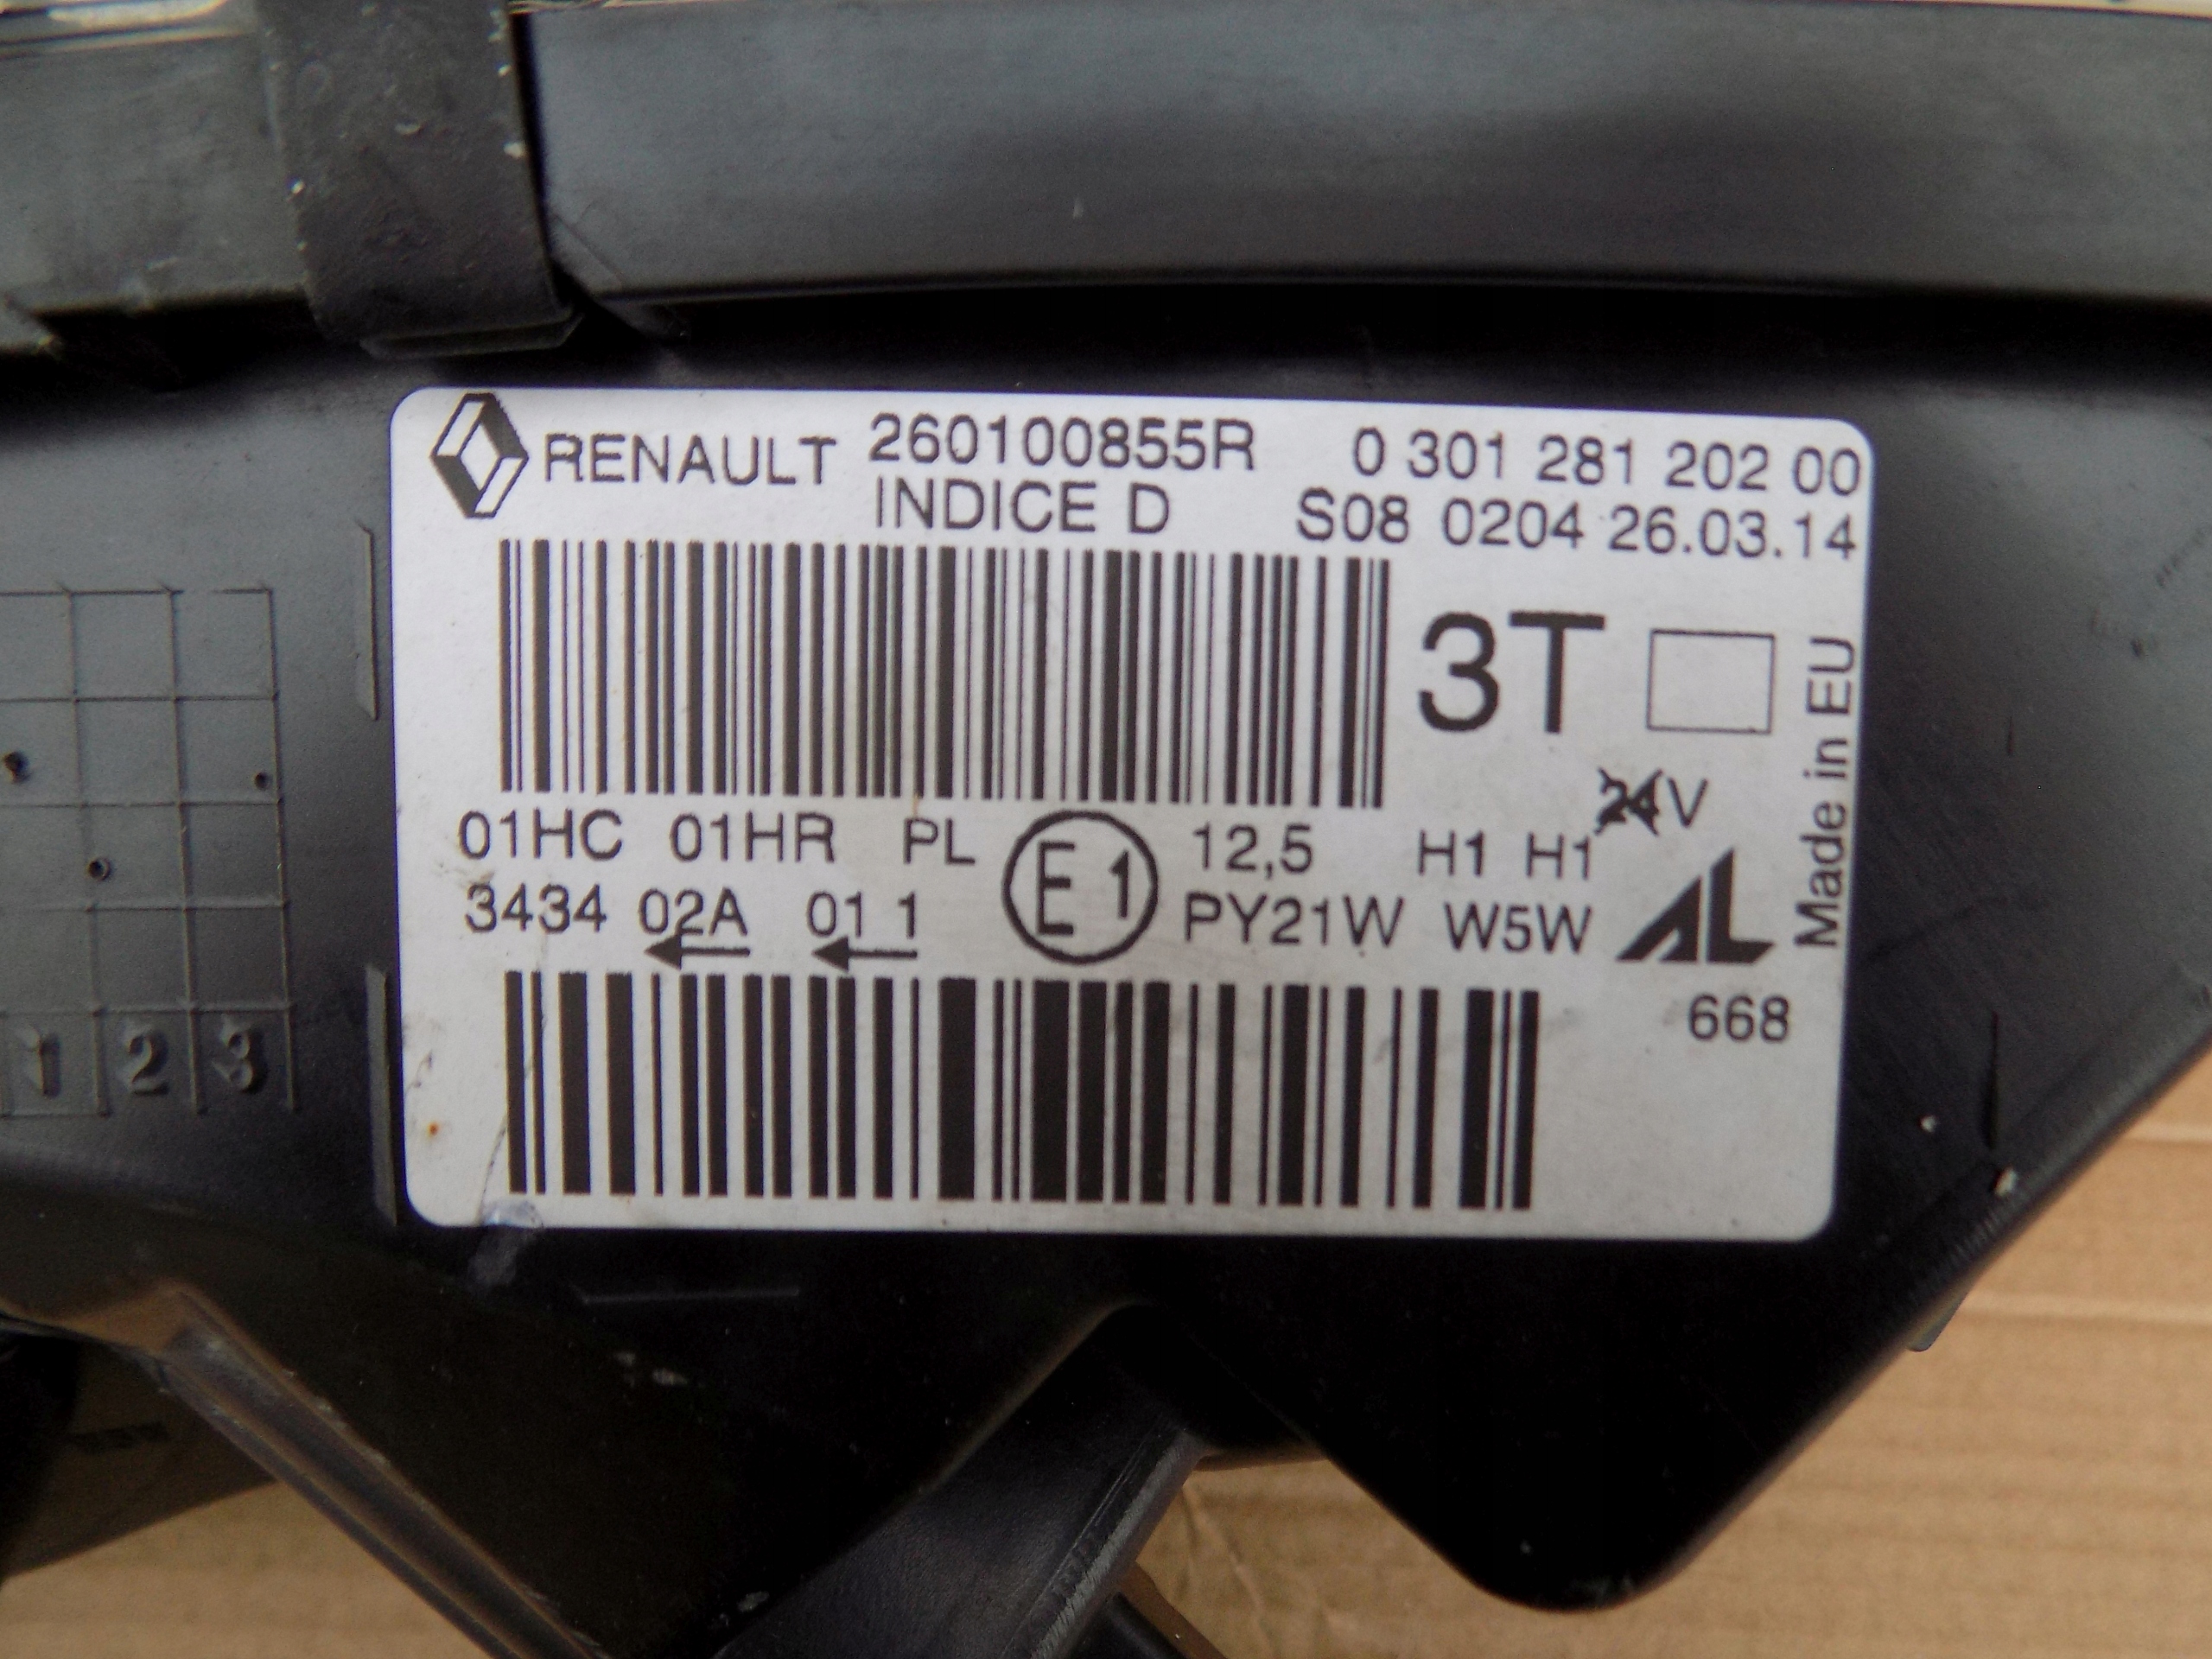 RENAULT 260100855R 0 301 281 202 00
INDICE D S08 0204 26.03.14
3T
Made in EU
24V
01HC 01HR PL E1 12,5 H1 H1
3434 02A 01 1 PY21W W5W AL
668
1 2 3